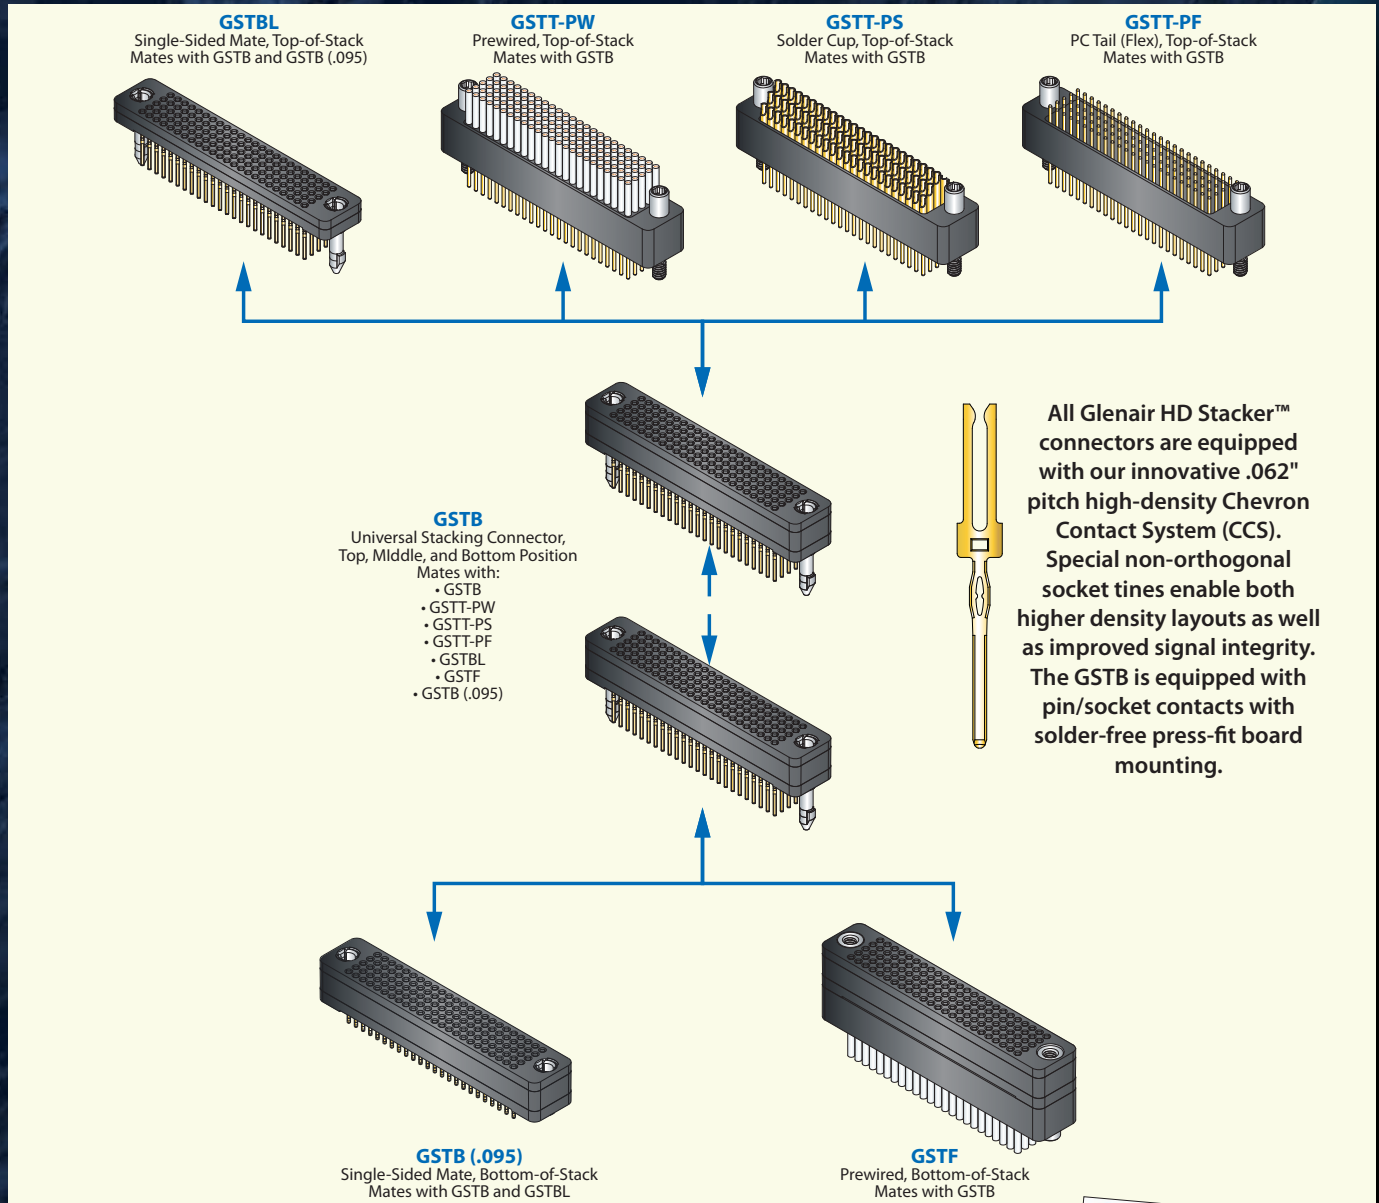 GSTBL
Single-Sided Mate, Top-of-Stack
Mates with GSTB and GSTB (.095)
GSTT-PW
Prewired, Top-of-Stack
Mates with GSTB
GSTT-PS
Solder Cup, Top-of-Stack
Mates with GSTB
GSTT-PF
PC Tail (Flex), Top-of-Stack
Mates with GSTB
GSTB
Universal Stacking Connector,
Top, MIddle, and Bottom Position
Mates with:
• GSTB
• GSTT-PW
• GSTT-PS
• GSTT-PF
• GSTBL
• GSTF
• GSTB (.095)
All Glenair HD Stacker™
connectors are equipped
with our innovative .062"
pitch high-density Chevron
Contact System (CCS).
Special non-orthogonal
socket tines enable both
higher density layouts as well
as improved signal integrity.
The GSTB is equipped with
pin/socket contacts with
solder-free press-fit board
mounting.
GSTB (.095)
Single-Sided Mate, Bottom-of-Stack
Mates with GSTB and GSTBL
GSTF
Prewired, Bottom-of-Stack
Mates with GSTB